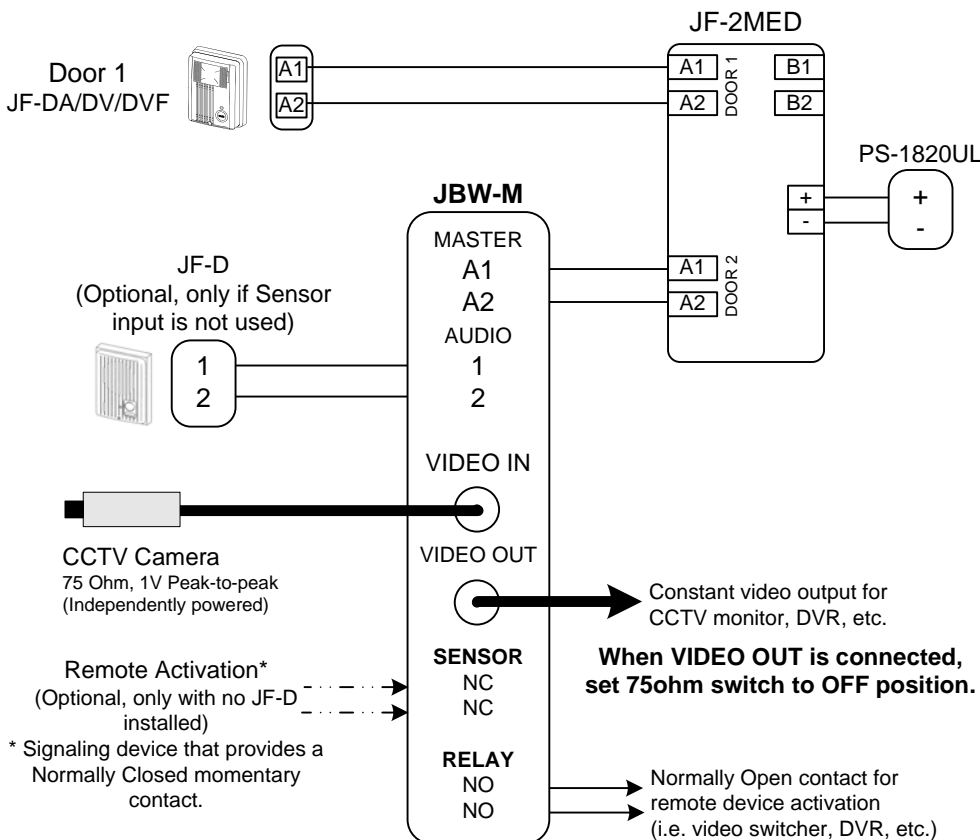 JF-2MED
Door 1
JF-DA/DV/DVF
A1
A2
A1
A2
DOOR 1
B1
B2
PS-1820UL
+
-
+
-
JBW-M
MASTER
A1
A2
A1
A2
DOOR 2
JF-D
(Optional, only if Sensor
input is not used)
1
2
AUDIO
1
2
VIDEO IN
CCTV Camera
75 Ohm, 1V Peak-to-peak
(Independently powered)
VIDEO OUT
Constant video output for
CCTV monitor, DVR, etc.
When VIDEO OUT is connected,
set 75ohm switch to OFF position.
Remote Activation*
(Optional, only with no JF-D
installed)
* Signaling device that provides a
Normally Closed momentary
contact.
SENSOR
NC
NC
RELAY
NO
NO
Normally Open contact for
remote device activation
(i.e. video switcher, DVR, etc.)